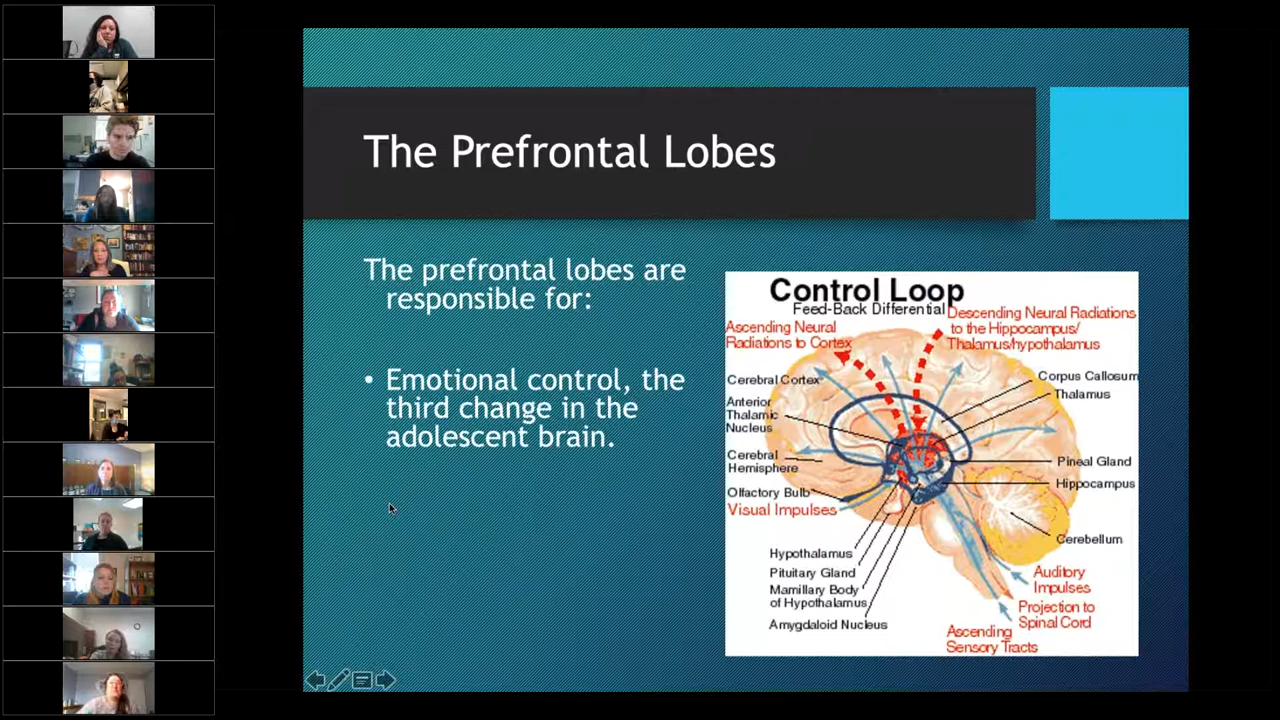 The Prefrontal Lobes
The prefrontal lobes are
responsible for:
• Emotional control, the
third change in the
adolescent brain.
Control Loop
Feed-Back Differential
Ascending Neural
Radiations to Cortex
Descending Neural Radiations
to the Hippocampus/
Thalamus/hypothalamus
Cerebral Cortex
Anterior
Thalamic
Nucleus
Cerebral
Hemisphere
Olfactory Bulb
Visual Impulses
Hypothalamus
Pituitary Gland
Mamillary Body
of Hypothalamus
Amygdaloid Nucleus
Corpus Callosum
Thalamus
Pineal Gland
Hippocampus
Cerebellum
Auditory
Impulses
Projection to
Spinal Cord
Ascending
Sensory Tracts